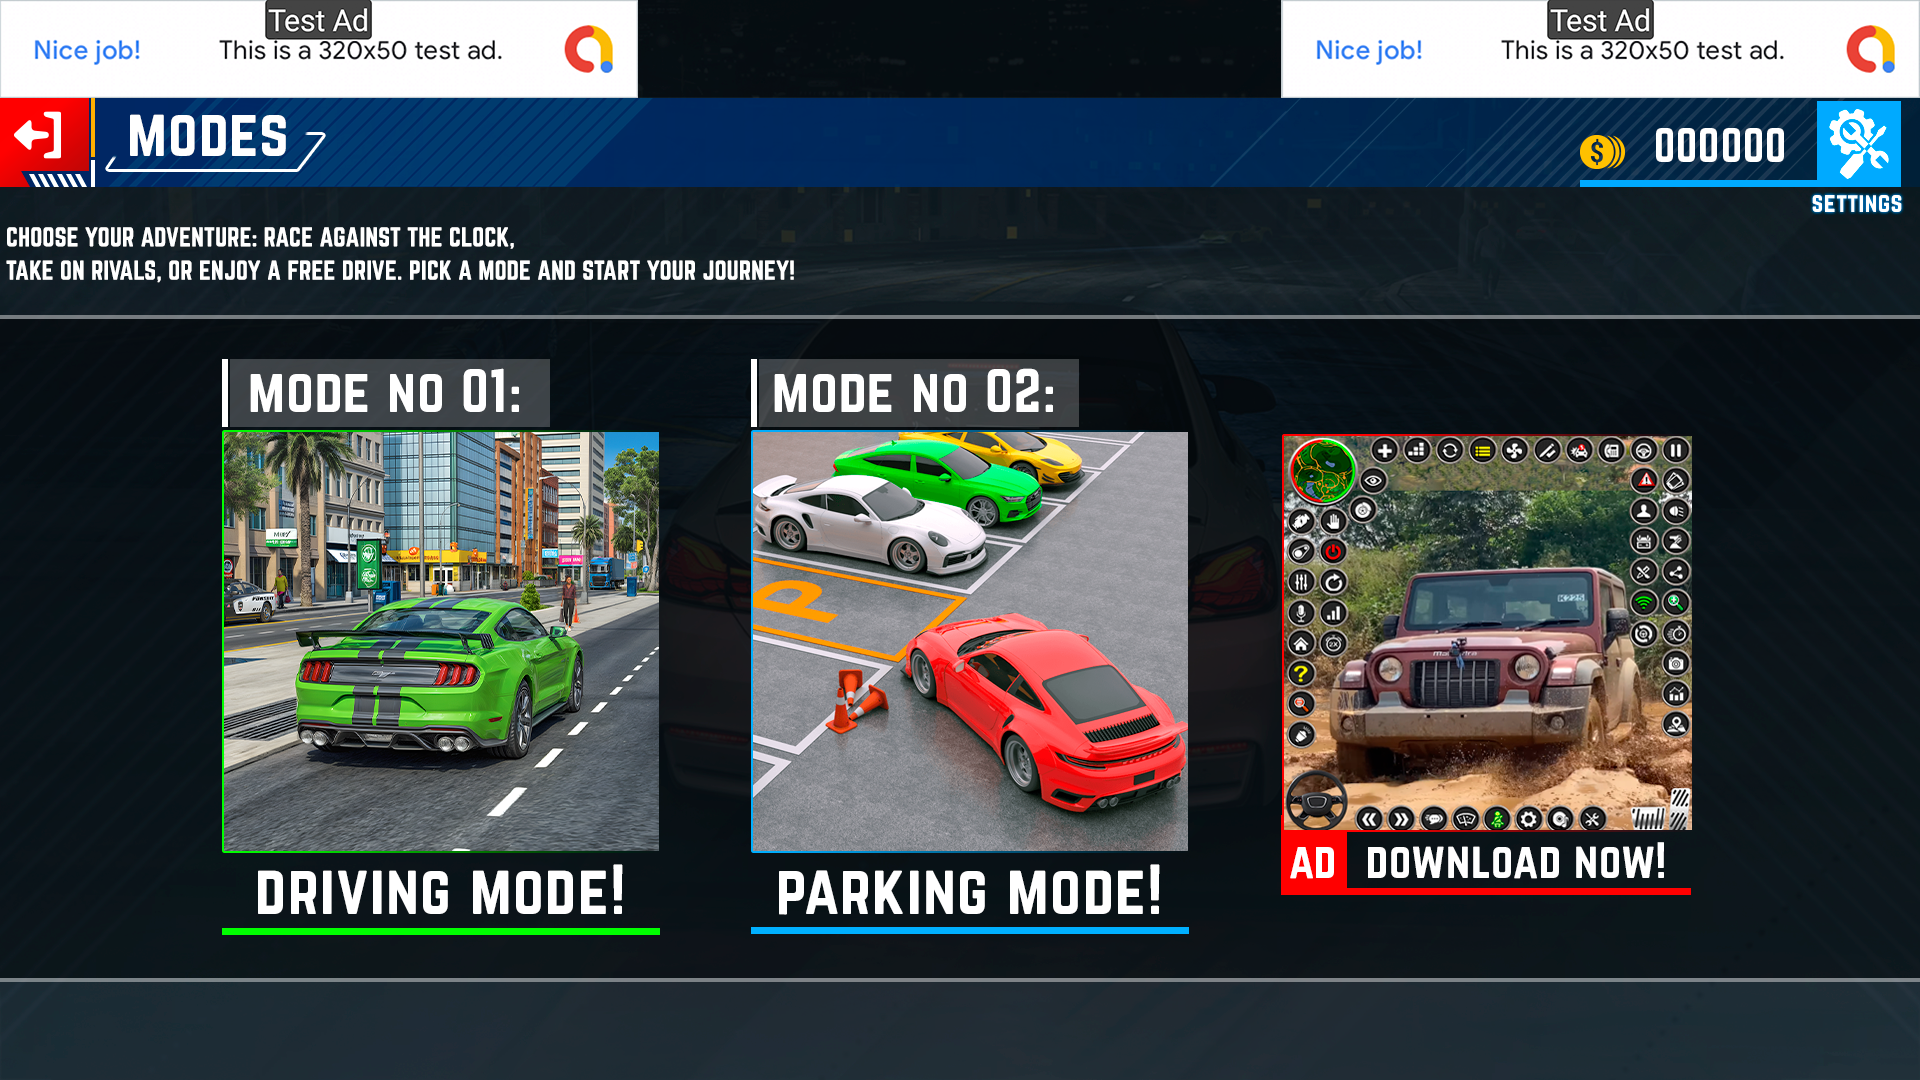 Test Ad
Nice job!
This is a 320x50 test ad.
Test Ad
Nice job!
This is a 320x50 test ad.
MODES
000000
SETTINGS
CHOOSE YOUR ADVENTURE: RACE AGAINST THE CLOCK,
TAKE ON RIVALS, OR ENJOY A FREE DRIVE. PICK A MODE AND START YOUR JOURNEY!
MODE NO 01:
MODE NO 02:
P
DRIVING MODE!
PARKING MODE!
AD
DOWNLOAD NOW!